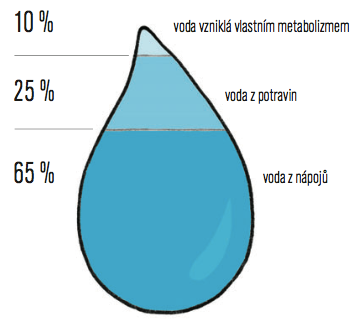 10 %
voda vzniklá vlastním metabolizmem
25 %
voda z potravin
65 %
voda z nápojů